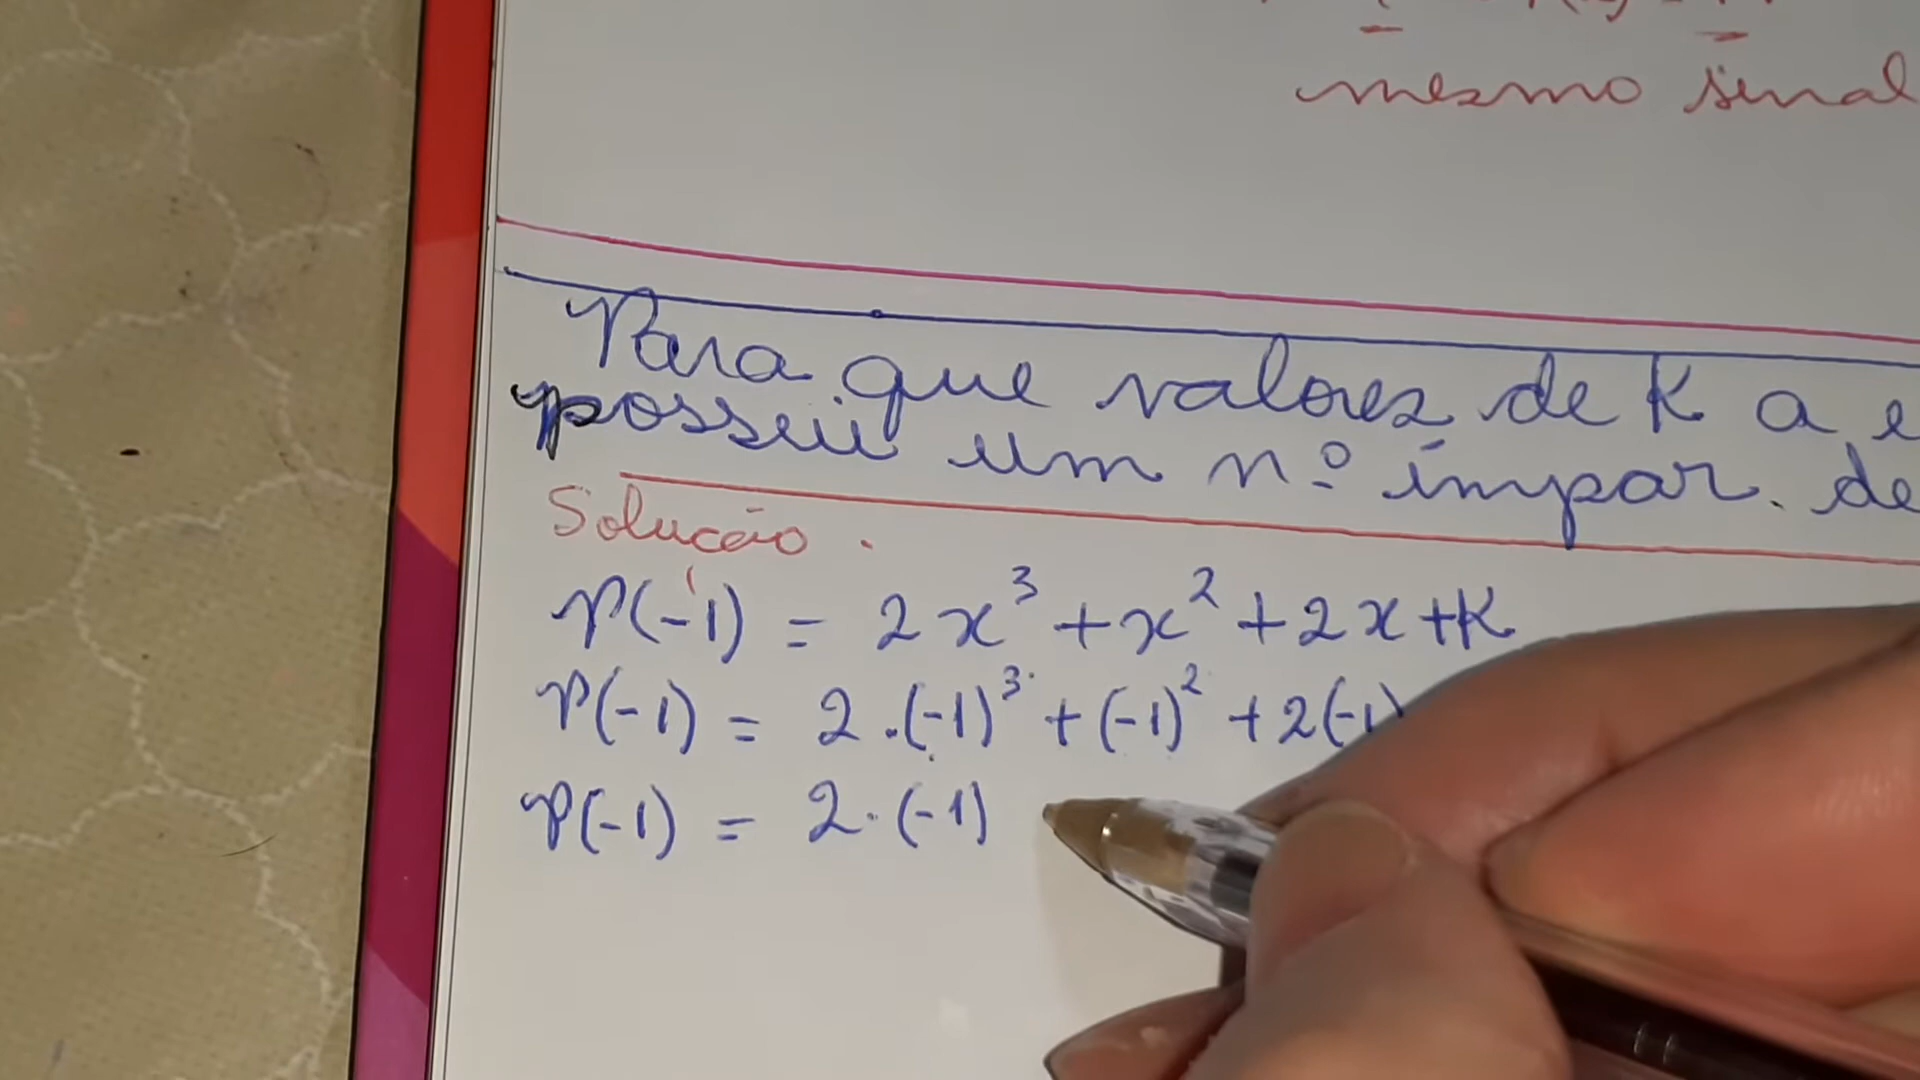 mesmo sinal
Para que valores de K a e
possui um nº ímpar. de
Solução.
P(-1) = 2x³ + x² + 2x + K
P(-1) = 2.(-1)³ + (-1)² + 2(-1)
P(-1) = 2.(-1)